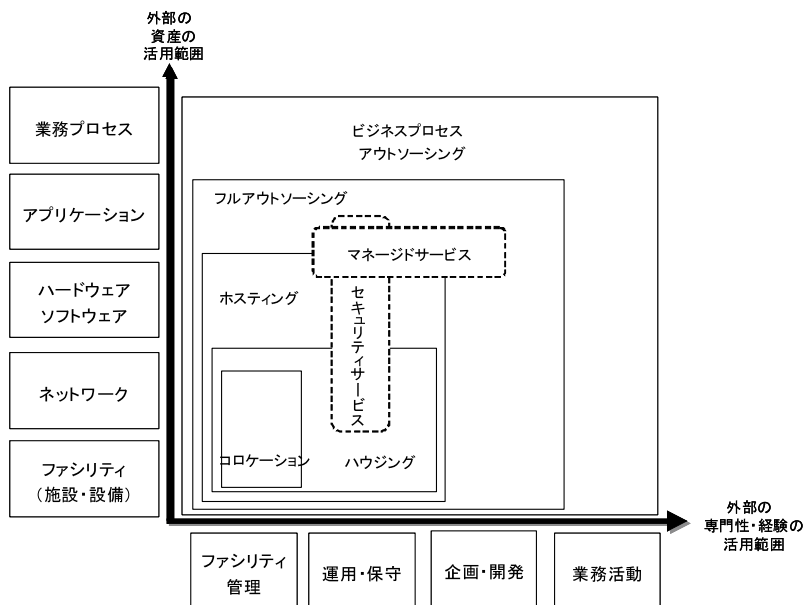 外部の
資産の
活用範囲
業務プロセス
アプリケーション
ハードウェア
ソフトウェア
ネットワーク
ファシリティ
（施設・設備）
ビジネスプロセス
アウトソーシング
フルアウトソーシング
マネージドサービス
ホスティング
セキュリティサービス
コロケーション
ハウジング
外部の
専門性・経験の
活用範囲
ファシリティ
管理
運用・保守
企画・開発
業務活動